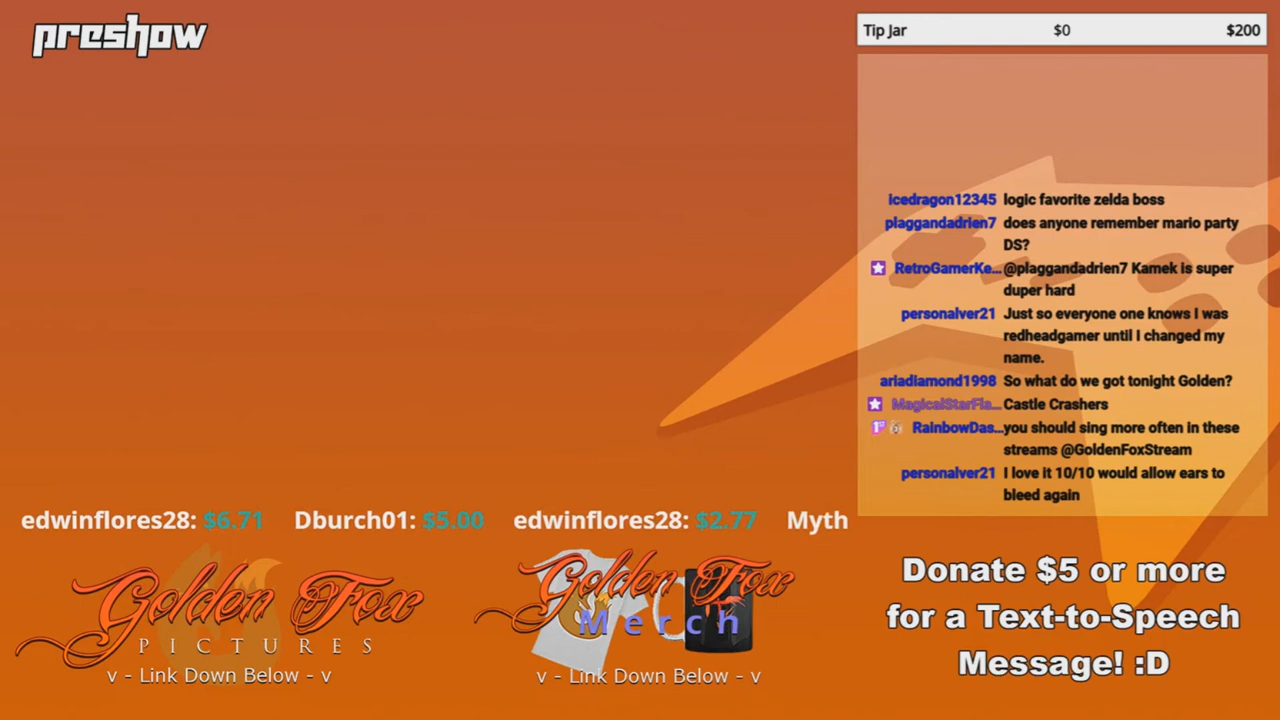 preshow
Tip Jar $0 $200
icedragon12345 logic favorite zelda boss
plaggandadrien7 does anyone remember mario party
DS?
RetroGamerKe... @plaggandadrien7 Kamek is super
duper hard
personalver21 Just so everyone one knows I was
redheadgamer until I changed my
name.
ariadiamond1998 So what do we got tonight Golden?
MagicalStarFla... Castle Crashers
RainbowDas... you should sing more often in these
streams @GoldenFoxStream
personalver21 I love it 10/10 would allow ears to
bleed again
edwinflores28: $6.71 Dburch01: $5.00 edwinflores28: $2.77 Myth
Golden Fox
PICTURES
v - Link Down Below - v
Golden Fox
Merch
v - Link Down Below - v
Donate $5 or more
for a Text-to-Speech
Message! :D